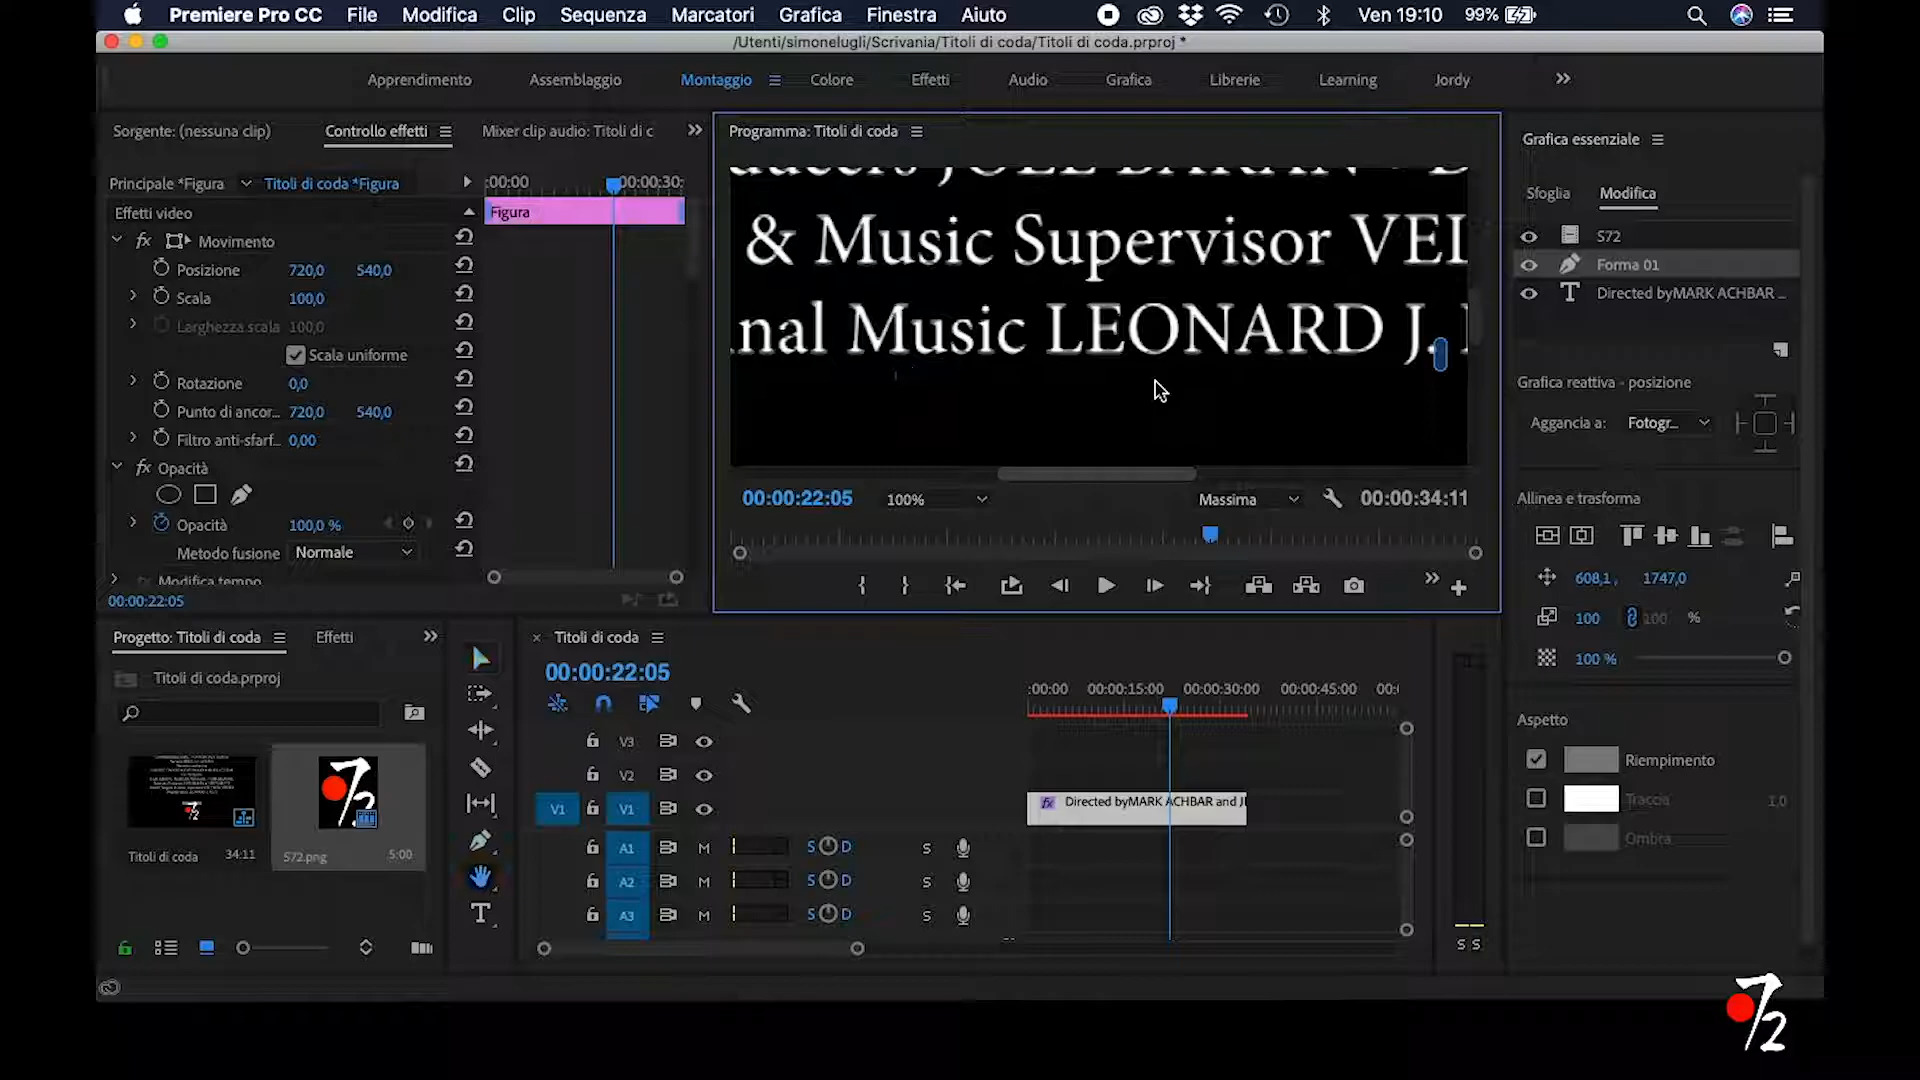 Premiere Pro CC File Modifica Clip Sequenza Marcatori Grafica Finestra Aiuto Ven 19:10 99%
/Utenti/simonelugli/Scrivania/Titoli di coda/Titoli di coda.prproj *
Apprendimento Assemblaggio Montaggio Colore Effetti Audio Grafica Librerie Learning Jordy
Sorgente: (nessuna clip) Controllo effetti Mixer clip audio: Titoli di c
Principale *Figura Titoli di coda *Figura :00:00 00:00:30:
Effetti video Figura
fx Movimento
Posizione 720,0 540,0
Scala 100,0
Larghezza scala 100,0
Scala uniforme
Rotazione 0,0
Punto di ancor... 720,0 540,0
Filtro anti-sfarf... 0,00
fx Opacità
Opacità 100,0 %
Metodo fusione Normale
Modifica tempo
00:00:22:05
Programma: Titoli di coda
& Music Supervisor VEL
nal Music LEONARD J.
00:00:22:05 100% Massima 00:00:34:11
Grafica essenziale
Sfoglia Modifica
S72
Forma 01
T Directed byMARK ACHBAR ...
Grafica reattiva - posizione
Aggancia a: Fotogr...
Allinea e trasforma
608,1 , 1747,0
100 100 %
100 %
Aspetto
Riempimento
Traccia 1,0
Ombra
Progetto: Titoli di coda Effetti
Titoli di coda.prproj
Titoli di coda 34:11 S72.png 5:00
Titoli di coda
00:00:22:05
:00:00 00:00:15:00 00:00:30:00 00:00:45:00 00:(
V3
V2
V1 V1 fx Directed byMARK ACHBAR and JI
A1 M S D S
A2 M S D S
A3 M S D S
S S
72